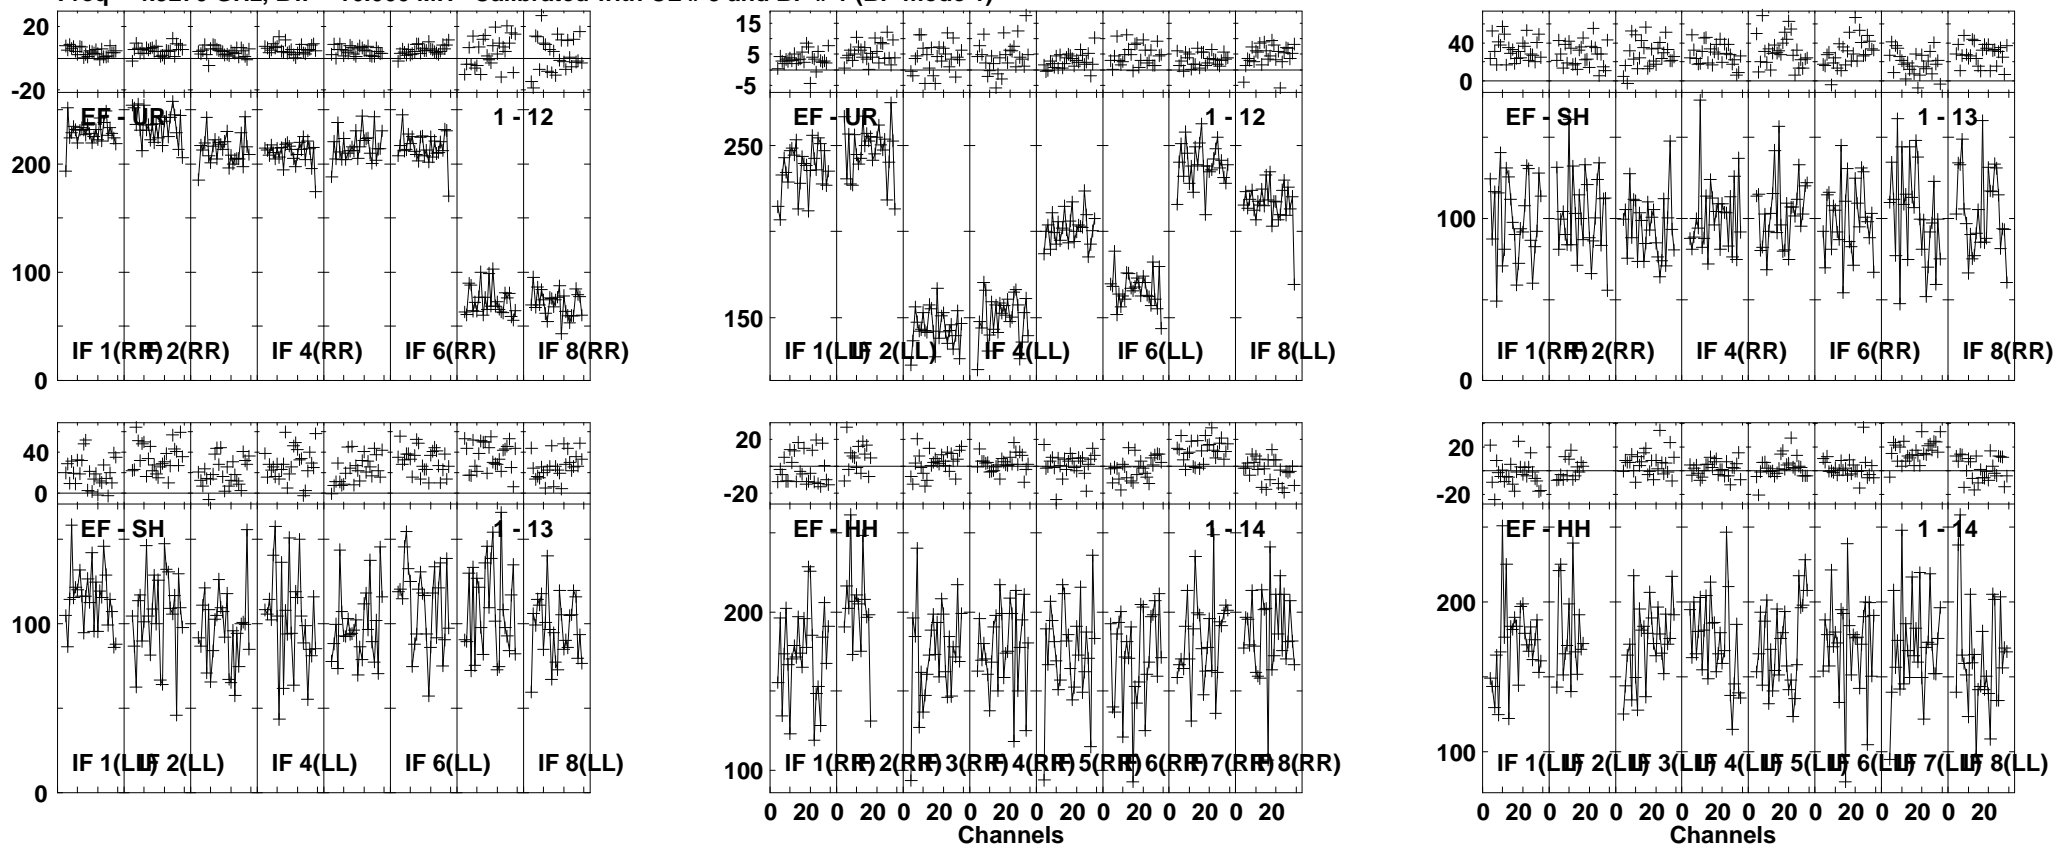 20
-20
EF - UR 1 - 12
200
100
0
IF 1(RR) IF 2(RR) IF 4(RR) IF 6(RR) IF 8(RR)
15
5
-5
EF - UR 1 - 12
250
150
IF 1(LL) IF 2(LL) IF 4(LL) IF 6(LL) IF 8(LL)
40
0
EF - SH 1 - 13
100
0
IF 1(RR) IF 2(RR) IF 4(RR) IF 6(RR) IF 8(RR)
40
0
EF - SH 1 - 13
100
0
IF 1(LL) IF 2(LL) IF 4(LL) IF 6(LL) IF 8(LL)
20
-20
EF - HH 1 - 14
200
100
IF 1(RR) IF 2(RR) IF 3(RR) IF 4(RR) IF 5(RR) IF 6(RR) IF 7(RR) IF 8(RR)
0 20 0 20 0 20 0 20 0 20 0 20 0 20 0 20
Channels
20
-20
EF - HH 1 - 14
200
100
IF 1(LL) IF 2(LL) IF 3(LL) IF 4(LL) IF 5(LL) IF 6(LL) IF 7(LL) IF 8(LL)
0 20 0 20 0 20 0 20 0 20 0 20 0 20 0 20
Channels